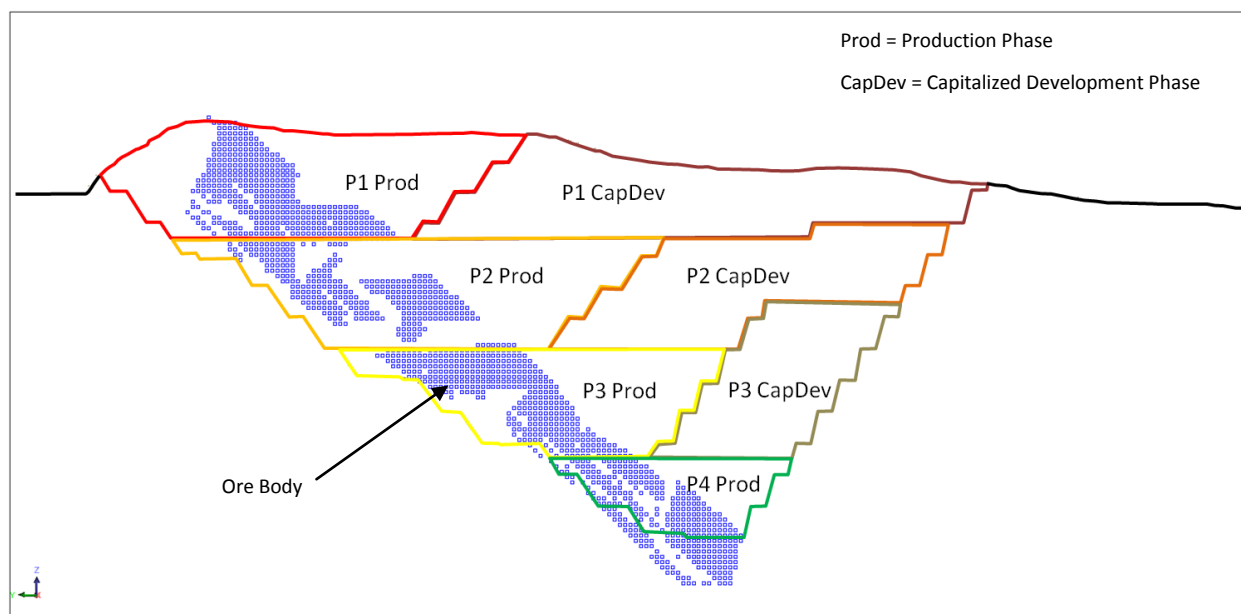 Prod = Production Phase
CapDev = Capitalized Development Phase
P1 Prod
P1 CapDev
P2 Prod
P2 CapDev
P3 Prod
P3 CapDev
P4 Prod
Ore Body
Z
Y
X